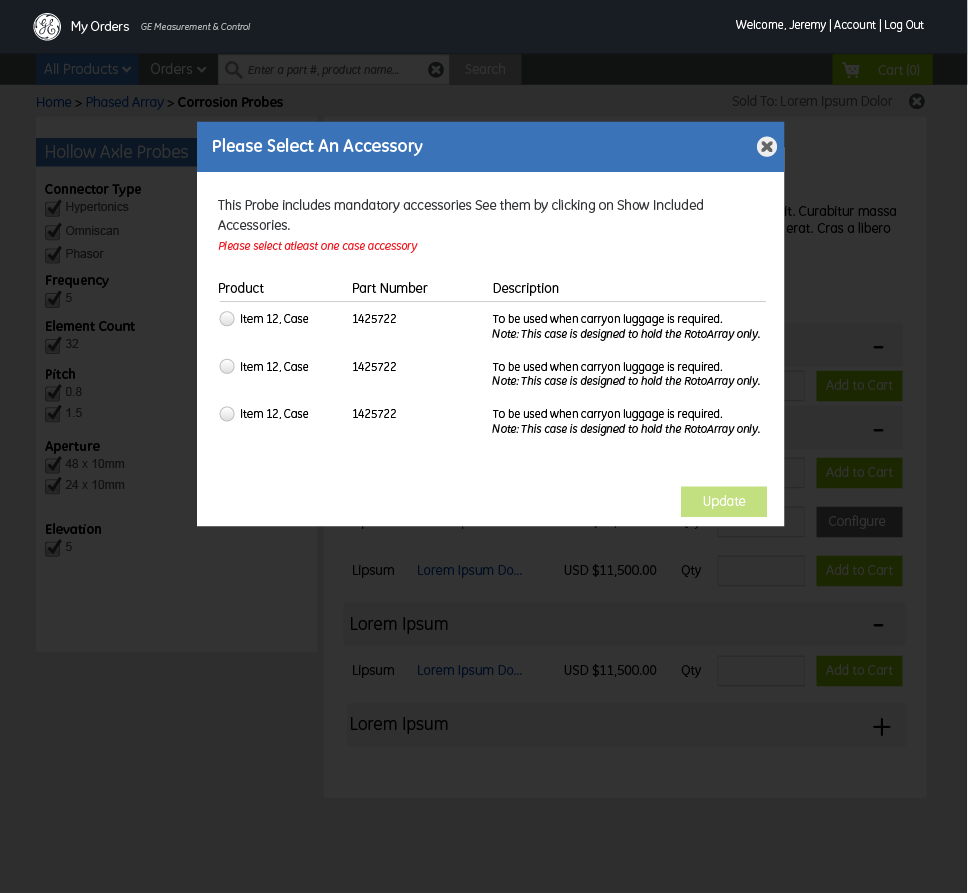 My Orders GE Measurement & Control Welcome, Jeremy | Account | Log Out
All Products Orders Enter a part #, product name... Search Cart (0)
Home > Phased Array > Corrosion Probes Sold To: Lorem Ipsum Dolor
Hollow Axle Probes
Connector Type
Hypertonics
Omniscan
Phasor
Frequency
5
Element Count
32
Pitch
0.8
1.5
Aperture
48 x 10mm
24 x 10mm
Elevation
5
Please Select An Accessory
This Probe includes mandatory accessories See them by clicking on Show Included
Accessories.
Please select atleast one case accessory
Product Part Number Description
Item 12, Case 1425722 To be used when carryon luggage is required.
Note: This case is designed to hold the RotoArray only.
Item 12, Case 1425722 To be used when carryon luggage is required.
Note: This case is designed to hold the RotoArray only.
Item 12, Case 1425722 To be used when carryon luggage is required.
Note: This case is designed to hold the RotoArray only.
Update
it. Curabitur massa
erat. Cras a libero
Add to Cart
Add to Cart
Configure
Lipsum Lorem Ipsum Do... USD $11,500.00 Qty Add to Cart
Lorem Ipsum
Lipsum Lorem Ipsum Do... USD $11,500.00 Qty Add to Cart
Lorem Ipsum